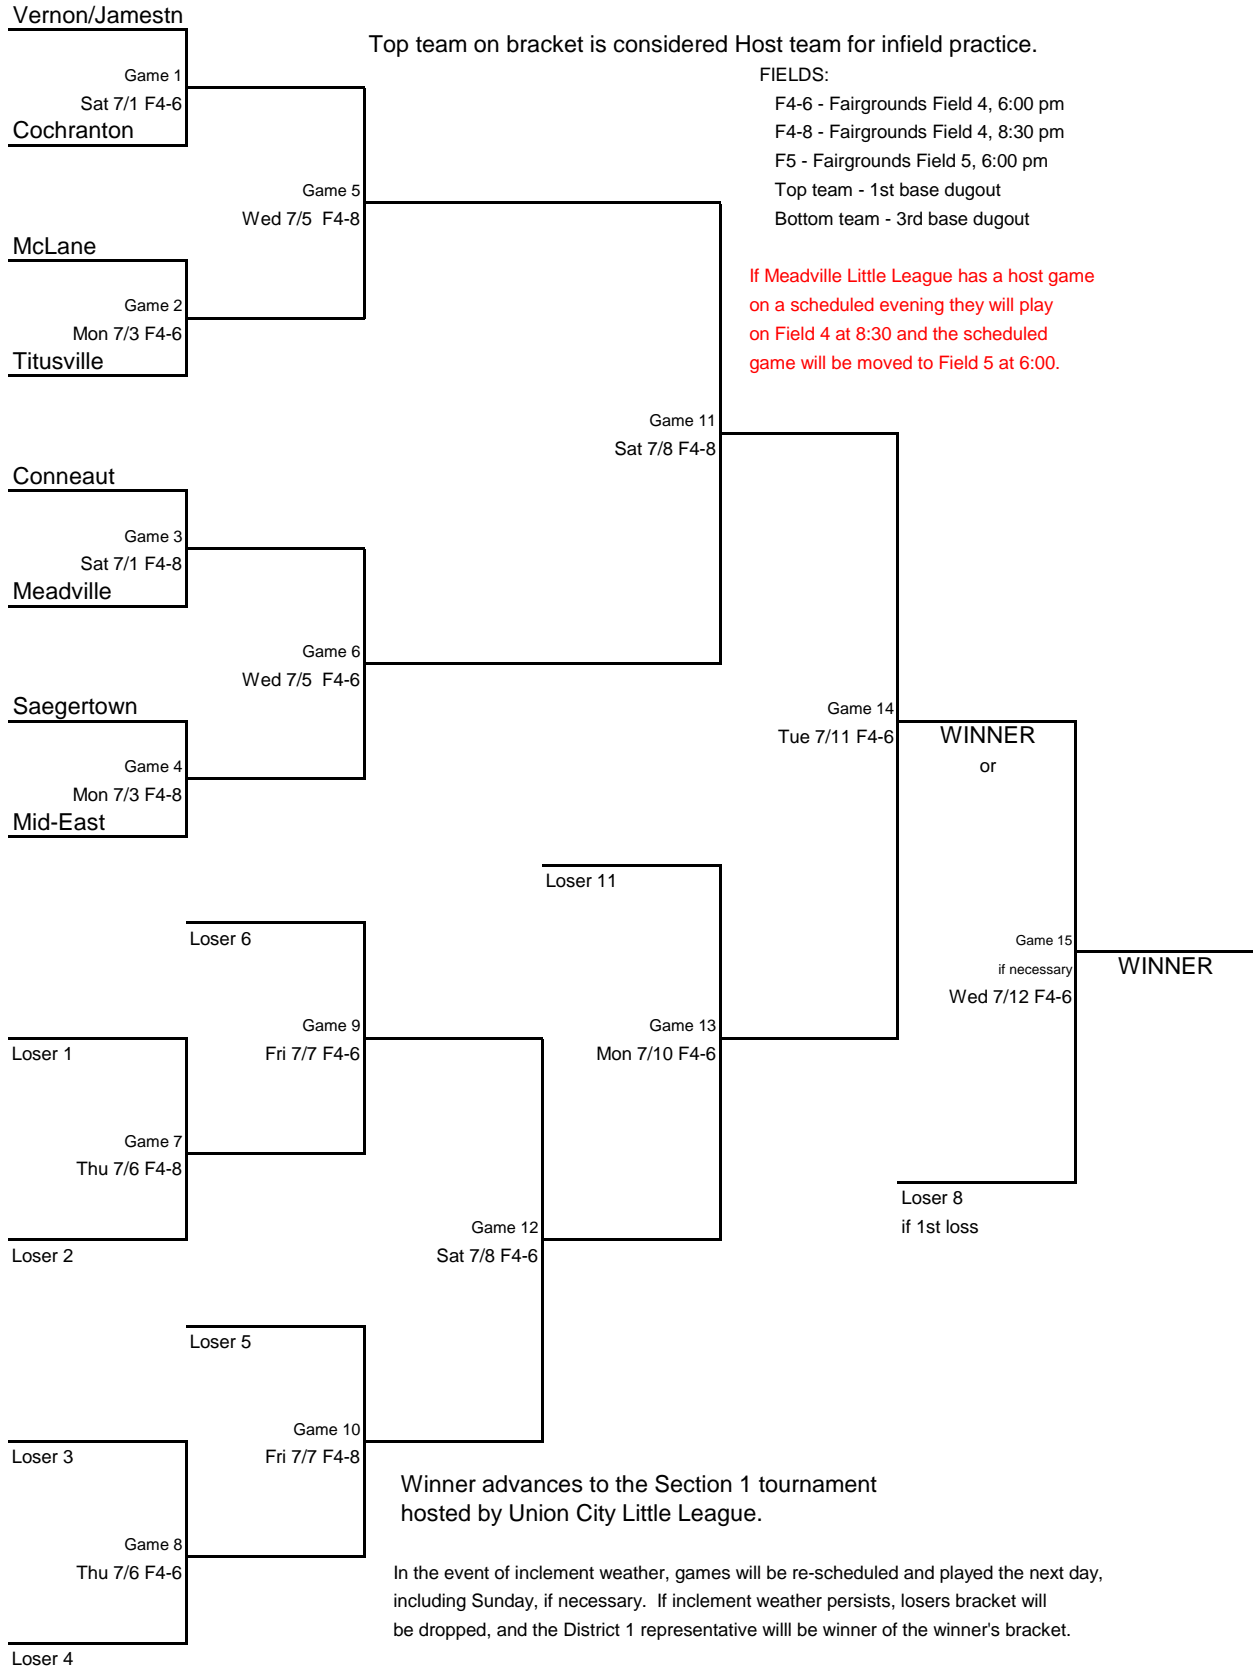 Vernon/Jamestn
Top team on bracket is considered Host team for infield practice.
Game 1
Sat 7/1 F4-6
Cochranton
FIELDS:
F4-6 - Fairgrounds Field 4, 6:00 pm
F4-8 - Fairgrounds Field 4, 8:30 pm
F5 - Fairgrounds Field 5, 6:00 pm
Top team - 1st base dugout
Bottom team - 3rd base dugout
Game 5
Wed 7/5  F4-8
McLane
Game 2
Mon 7/3 F4-6
Titusville
If Meadville Little League has a host game
on a scheduled evening they will play
on Field 4 at 8:30 and the scheduled
game will be moved to Field 5 at 6:00.
Game 11
Sat 7/8 F4-8
Conneaut
Game 3
Sat 7/1 F4-8
Meadville
Game 6
Wed 7/5  F4-6
Saegertown
Game 4
Mon 7/3 F4-8
Mid-East
Game 14
Tue 7/11 F4-6
WINNER
or
Loser 11
Loser 6
Game 15
if necessary
Wed 7/12 F4-6
WINNER
Game 9
Fri 7/7 F4-6
Game 13
Mon 7/10 F4-6
Loser 1
Game 7
Thu 7/6 F4-8
Loser 2
Loser 8
if 1st loss
Game 12
Sat 7/8 F4-6
Loser 5
Game 10
Fri 7/7 F4-8
Loser 3
Game 8
Thu 7/6 F4-6
Loser 4
Winner advances to the Section 1 tournament
hosted by Union City Little League.
In the event of inclement weather, games will be re-scheduled and played the next day,
including Sunday, if necessary.  If inclement weather persists, losers bracket will
be dropped, and the District 1 representative willl be winner of the winner's bracket.